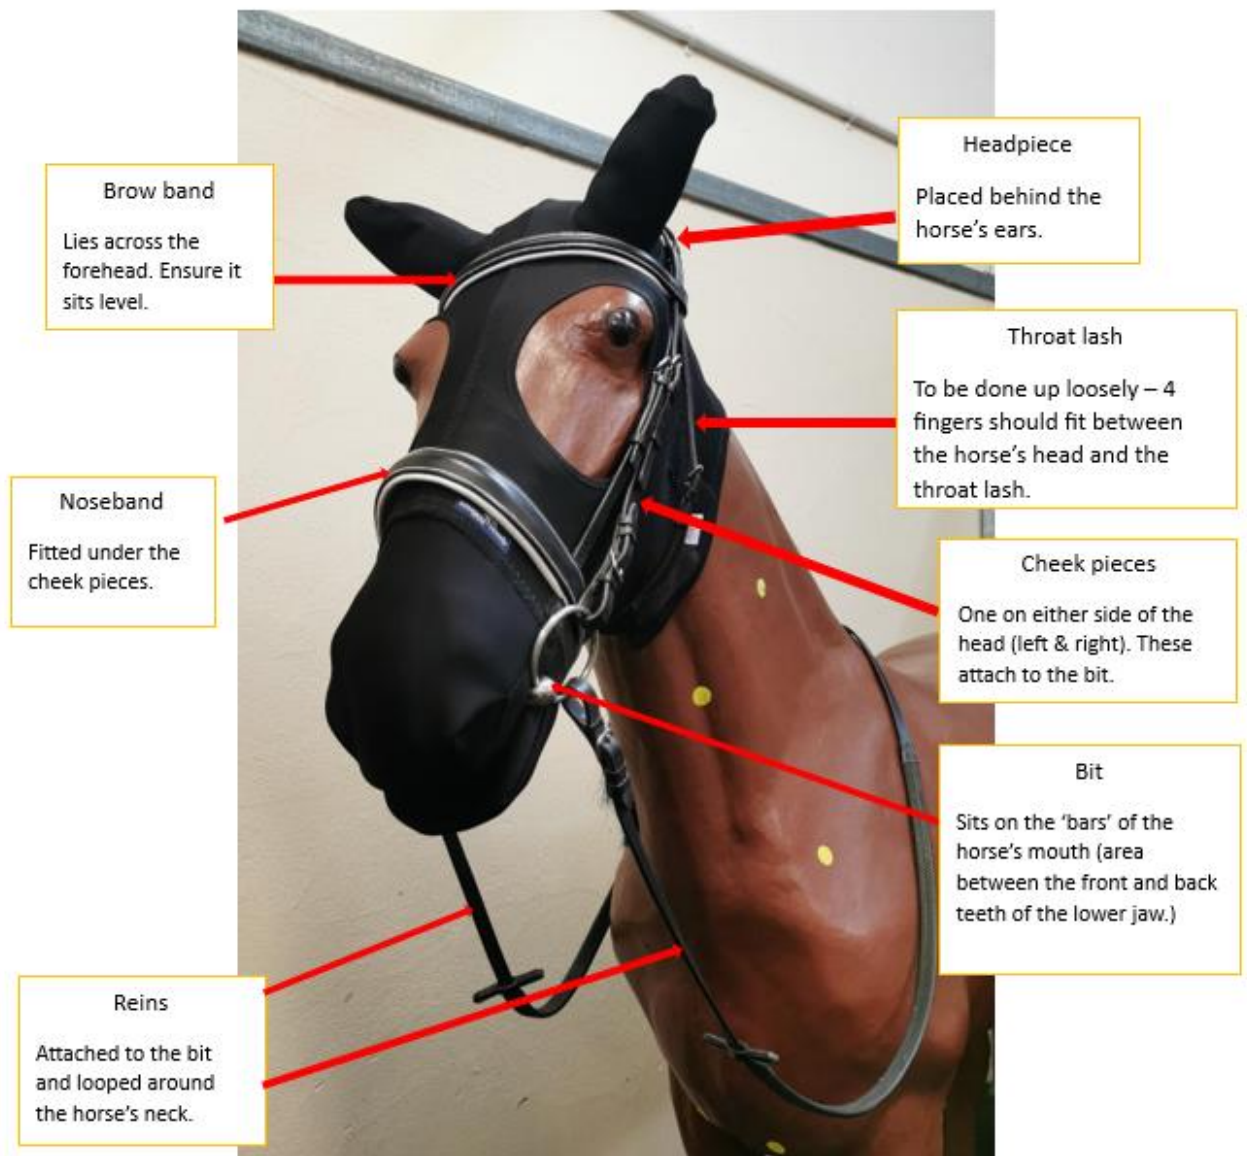 Brow band
Lies across the
forehead. Ensure it
sits level.
Headpiece
Placed behind the
horse's ears.
Throat lash
To be done up loosely – 4
fingers should fit between
the horse's head and the
throat lash.
Noseband
Fitted under the
cheek pieces.
Cheek pieces
One on either side of the
head (left & right). These
attach to the bit.
Bit
Sits on the ‘bars’ of the
horse's mouth (area
between the front and back
teeth of the lower jaw.)
Reins
Attached to the bit
and looped around
the horse's neck.